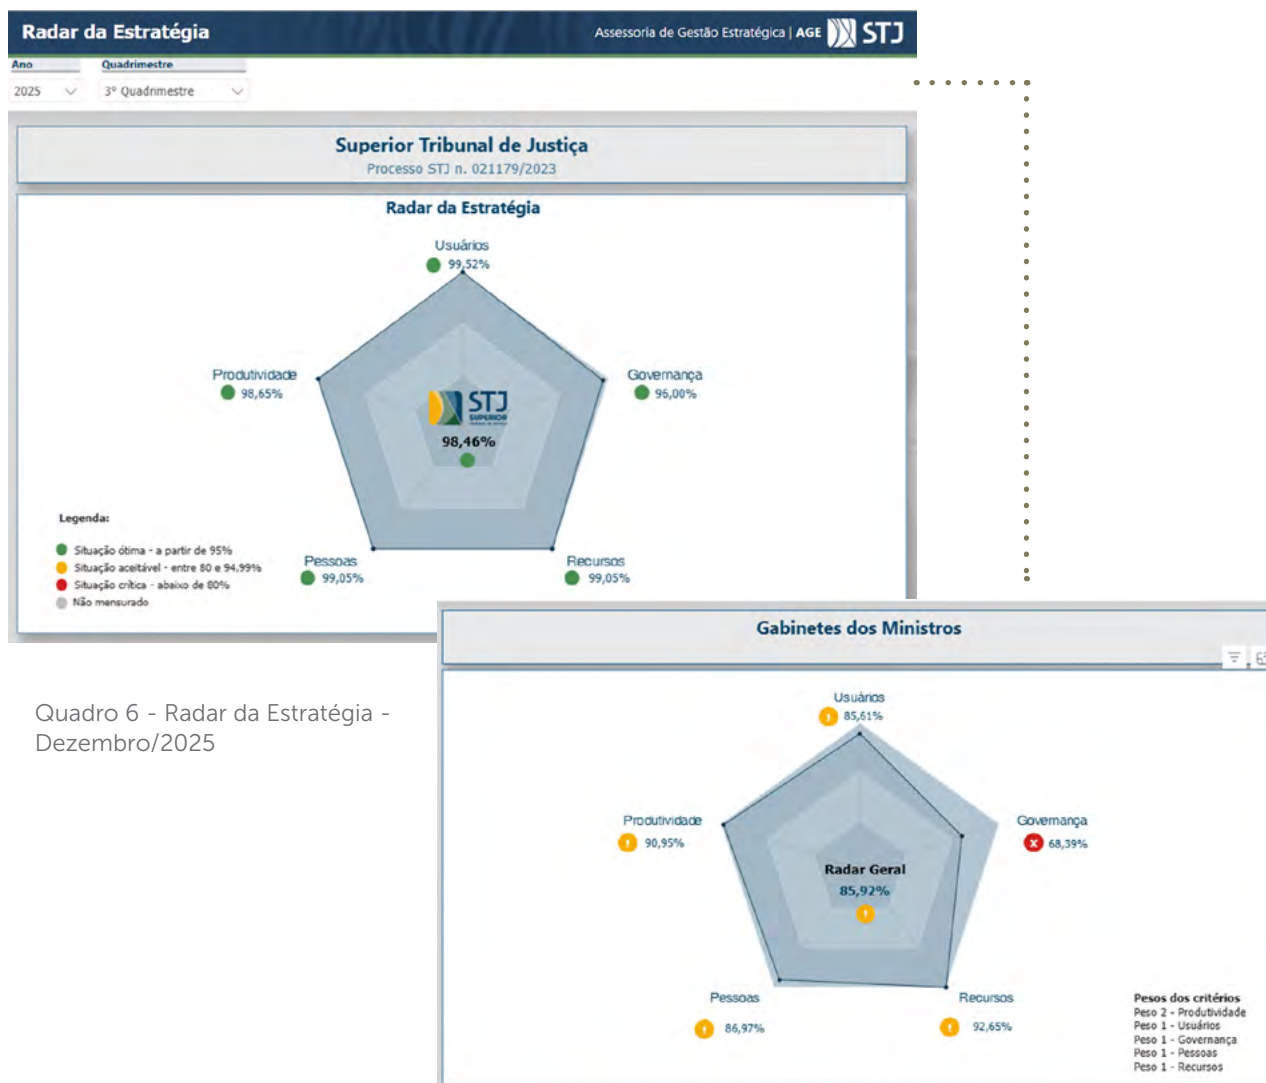 Radar da Estratégia
Assessoria de Gestão Estratégica | AGE STJ
Ano
Quadrimestre
2025
3º Quadrimestre
Superior Tribunal de Justiça
Processo STJ n. 021179/2023
Radar da Estratégia
Usuários
99,52%
Produtividade
98,65%
Governança
96,00%
STJ
SUPERIOR
98,46%
Legenda:
Situação ótima - a partir de 95%
Situação aceitável - entre 80 e 94,99%
Situação crítica - abaixo de 80%
Não mensurado
Pessoas
99,05%
Recursos
99,05%
Quadro 6 - Radar da Estratégia -
Dezembro/2025
Gabinetes dos Ministros
Usuários
85,61%
Produtividade
90,95%
Governança
68,39%
Radar Geral
85,92%
Pessoas
86,97%
Recursos
92,65%
Pesos dos critérios
Peso 2 - Produtividade
Peso 1 - Usuários
Peso 1 - Governança
Peso 1 - Pessoas
Peso 1 - Recursos